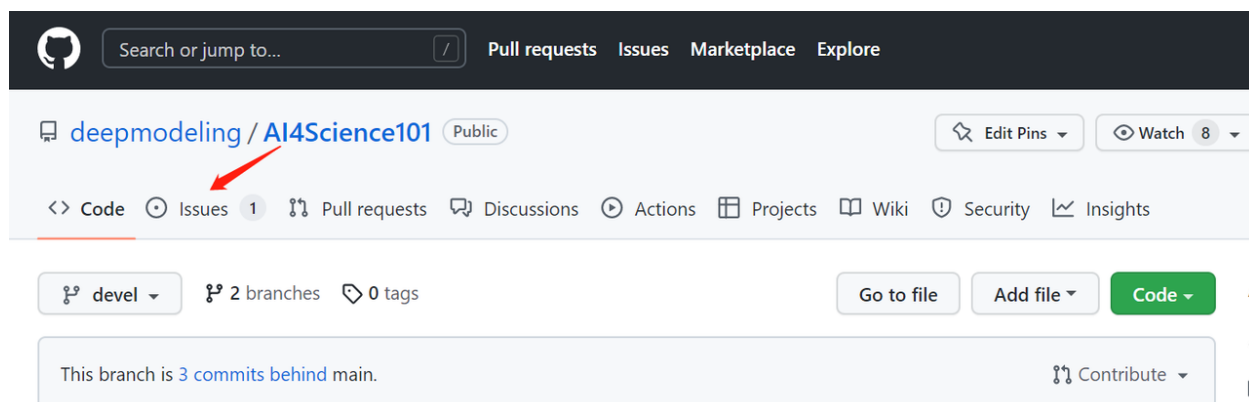 Search or jump to... / Pull requests Issues Marketplace Explore
deepmodeling / AI4Science101 Public Edit Pins Watch 8
Code Issues 1 Pull requests Discussions Actions Projects Wiki Security Insights
devel 2 branches 0 tags Go to file Add file Code
This branch is 3 commits behind main. Contribute